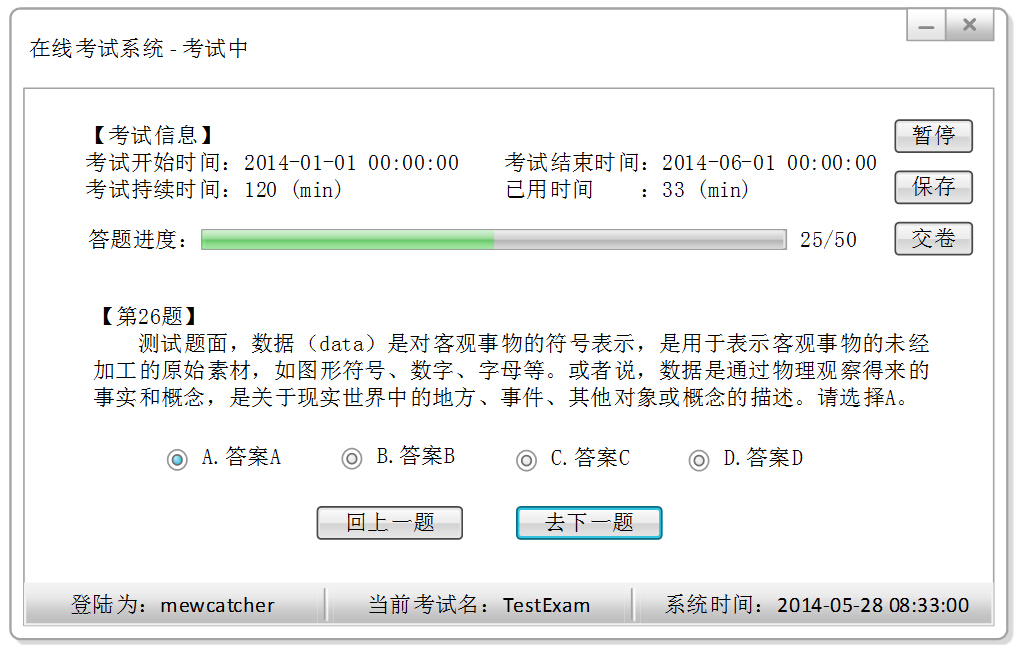 在线考试系统 - 考试中
【考试信息】
暂停
考试开始时间：2014-01-01 00:00:00 考试结束时间：2014-06-01 00:00:00
考试持续时间：120 (min) 已用时间 ：33 (min)
保存
答题进度： 25/50
交卷
【第26题】
测试题面，数据（data）是对客观事物的符号表示，是用于表示客观事物的未经
加工的原始素材，如图形符号、数字、字母等。或者说，数据是通过物理观察得来的
事实和概念，是关于现实世界中的地方、事件、其他对象或概念的描述。请选择A。
A.答案A B.答案B C.答案C D.答案D
回上一题 去下一题
登陆为：mewcatcher 当前考试名：TestExam 系统时间：2014-05-28 08:33:00